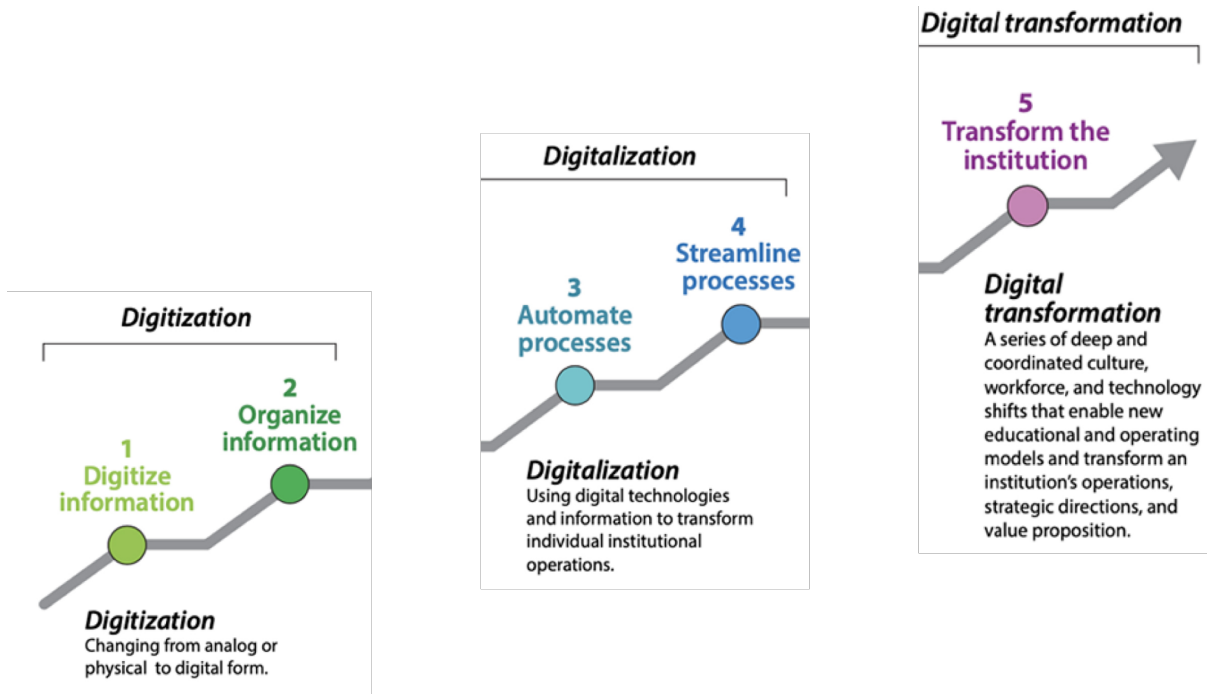 Digitization
1
Digitize
information
2
Organize
information
Digitization
Changing from analog or
physical to digital form.
Digitalization
3
Automate
processes
4
Streamline
processes
Digitalization
Using digital technologies
and information to transform
individual institutional
operations.
Digital transformation
5
Transform the
institution
Digital
transformation
A series of deep and
coordinated culture,
workforce, and technology
shifts that enable new
educational and operating
models and transform an
institution's operations,
strategic directions, and
value proposition.